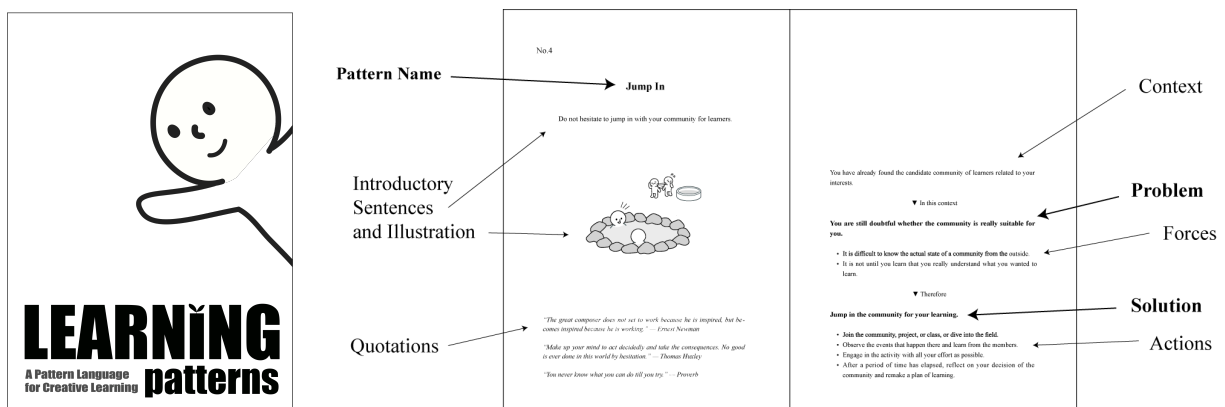 LEARNING
A Pattern Language
for Creative Learning
patterns
Pattern Name
Introductory
Sentences
and Illustration
Quotations
No.4
Jump In
Do not hesitate to jump in with your community for learners.
"The great composer does not set to work because he is inspired, but be-
comes inspired because he is working." — Ernest Newman
"Make up your mind to act decidedly and take the consequences. No good
is ever done in this world by hesitation." — Thomas Huxley
"You never know what you can do till you try." — Proverb
You have already found the candidate community of learners related to your
interests.
▼ In this context
You are still doubtful whether the community is really suitable for
you.
• It is difficult to know the actual state of a community from the outside.
• It is not until you learn that you really understand what you wanted to
learn.
▼ Therefore
Jump in the community for your learning.
• Join the community, project, or class, or dive into the field.
• Observe the events that happen there and learn from the members.
• Engage in the activity with all your effort as possible.
• After a period of time has elapsed, reflect on your decision of the
community and remake a plan of learning.
Context
Problem
Forces
Solution
Actions